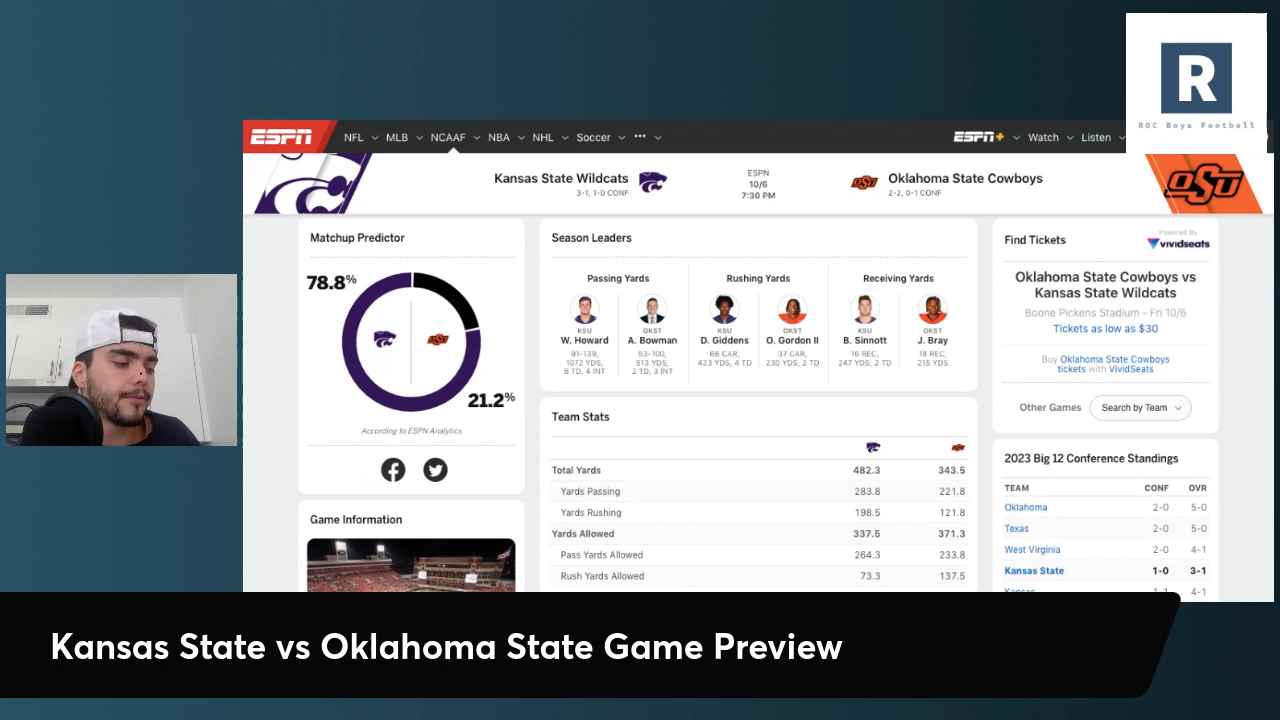 R
ROC Boys Football
ESPN NFL MLB NCAAF NBA NHL Soccer ••• ESPN+ Watch Listen
Kansas State Wildcats
3-1, 1-0 CONF
ESPN
10/6
7:30 PM
OSU
Oklahoma State Cowboys
2-2, 0-1 CONF
OSU
Matchup Predictor
78.8%
OSU
21.2%
According to ESPN Analytics
Game Information
Season Leaders
Passing Yards Rushing Yards Receiving Yards
KSU OKST KSU OKST KSU OKST
W. Howard A. Bowman D. Giddens O. Gordon II B. Sinnott J. Bray
91-139, 53-100, 66 CAR, 37 CAR, 16 REC, 18 REC,
1072 YDS, 513 YDS, 423 YDS, 4 TD 230 YDS, 2 TD 247 YDS, 2 TD 215 YDS
8 TD, 4 INT 2 TD, 3 INT
Team Stats
OSU
Total Yards 482.3 343.5
Yards Passing 283.8 221.8
Yards Rushing 198.5 121.8
Yards Allowed 337.5 371.3
Pass Yards Allowed 264.3 233.8
Rush Yards Allowed 73.3 137.5
Find Tickets
Powered By
vividseats
Oklahoma State Cowboys vs
Kansas State Wildcats
Boone Pickens Stadium - Fri 10/6
Tickets as low as $30
Buy Oklahoma State Cowboys
tickets with VividSeats
Other Games Search by Team
2023 Big 12 Conference Standings
TEAM CONF OVR
Oklahoma 2-0 5-0
Texas 2-0 5-0
West Virginia 2-0 4-1
Kansas State 1-0 3-1
Kansas 1-1 4-1
Kansas State vs Oklahoma State Game Preview